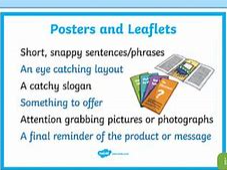 Posters and Leaflets
Short, snappy sentences/phrases
An eye catching layout
A catchy slogan
Something to offer
Attention grabbing pictures or photographs
A final reminder of the product or message